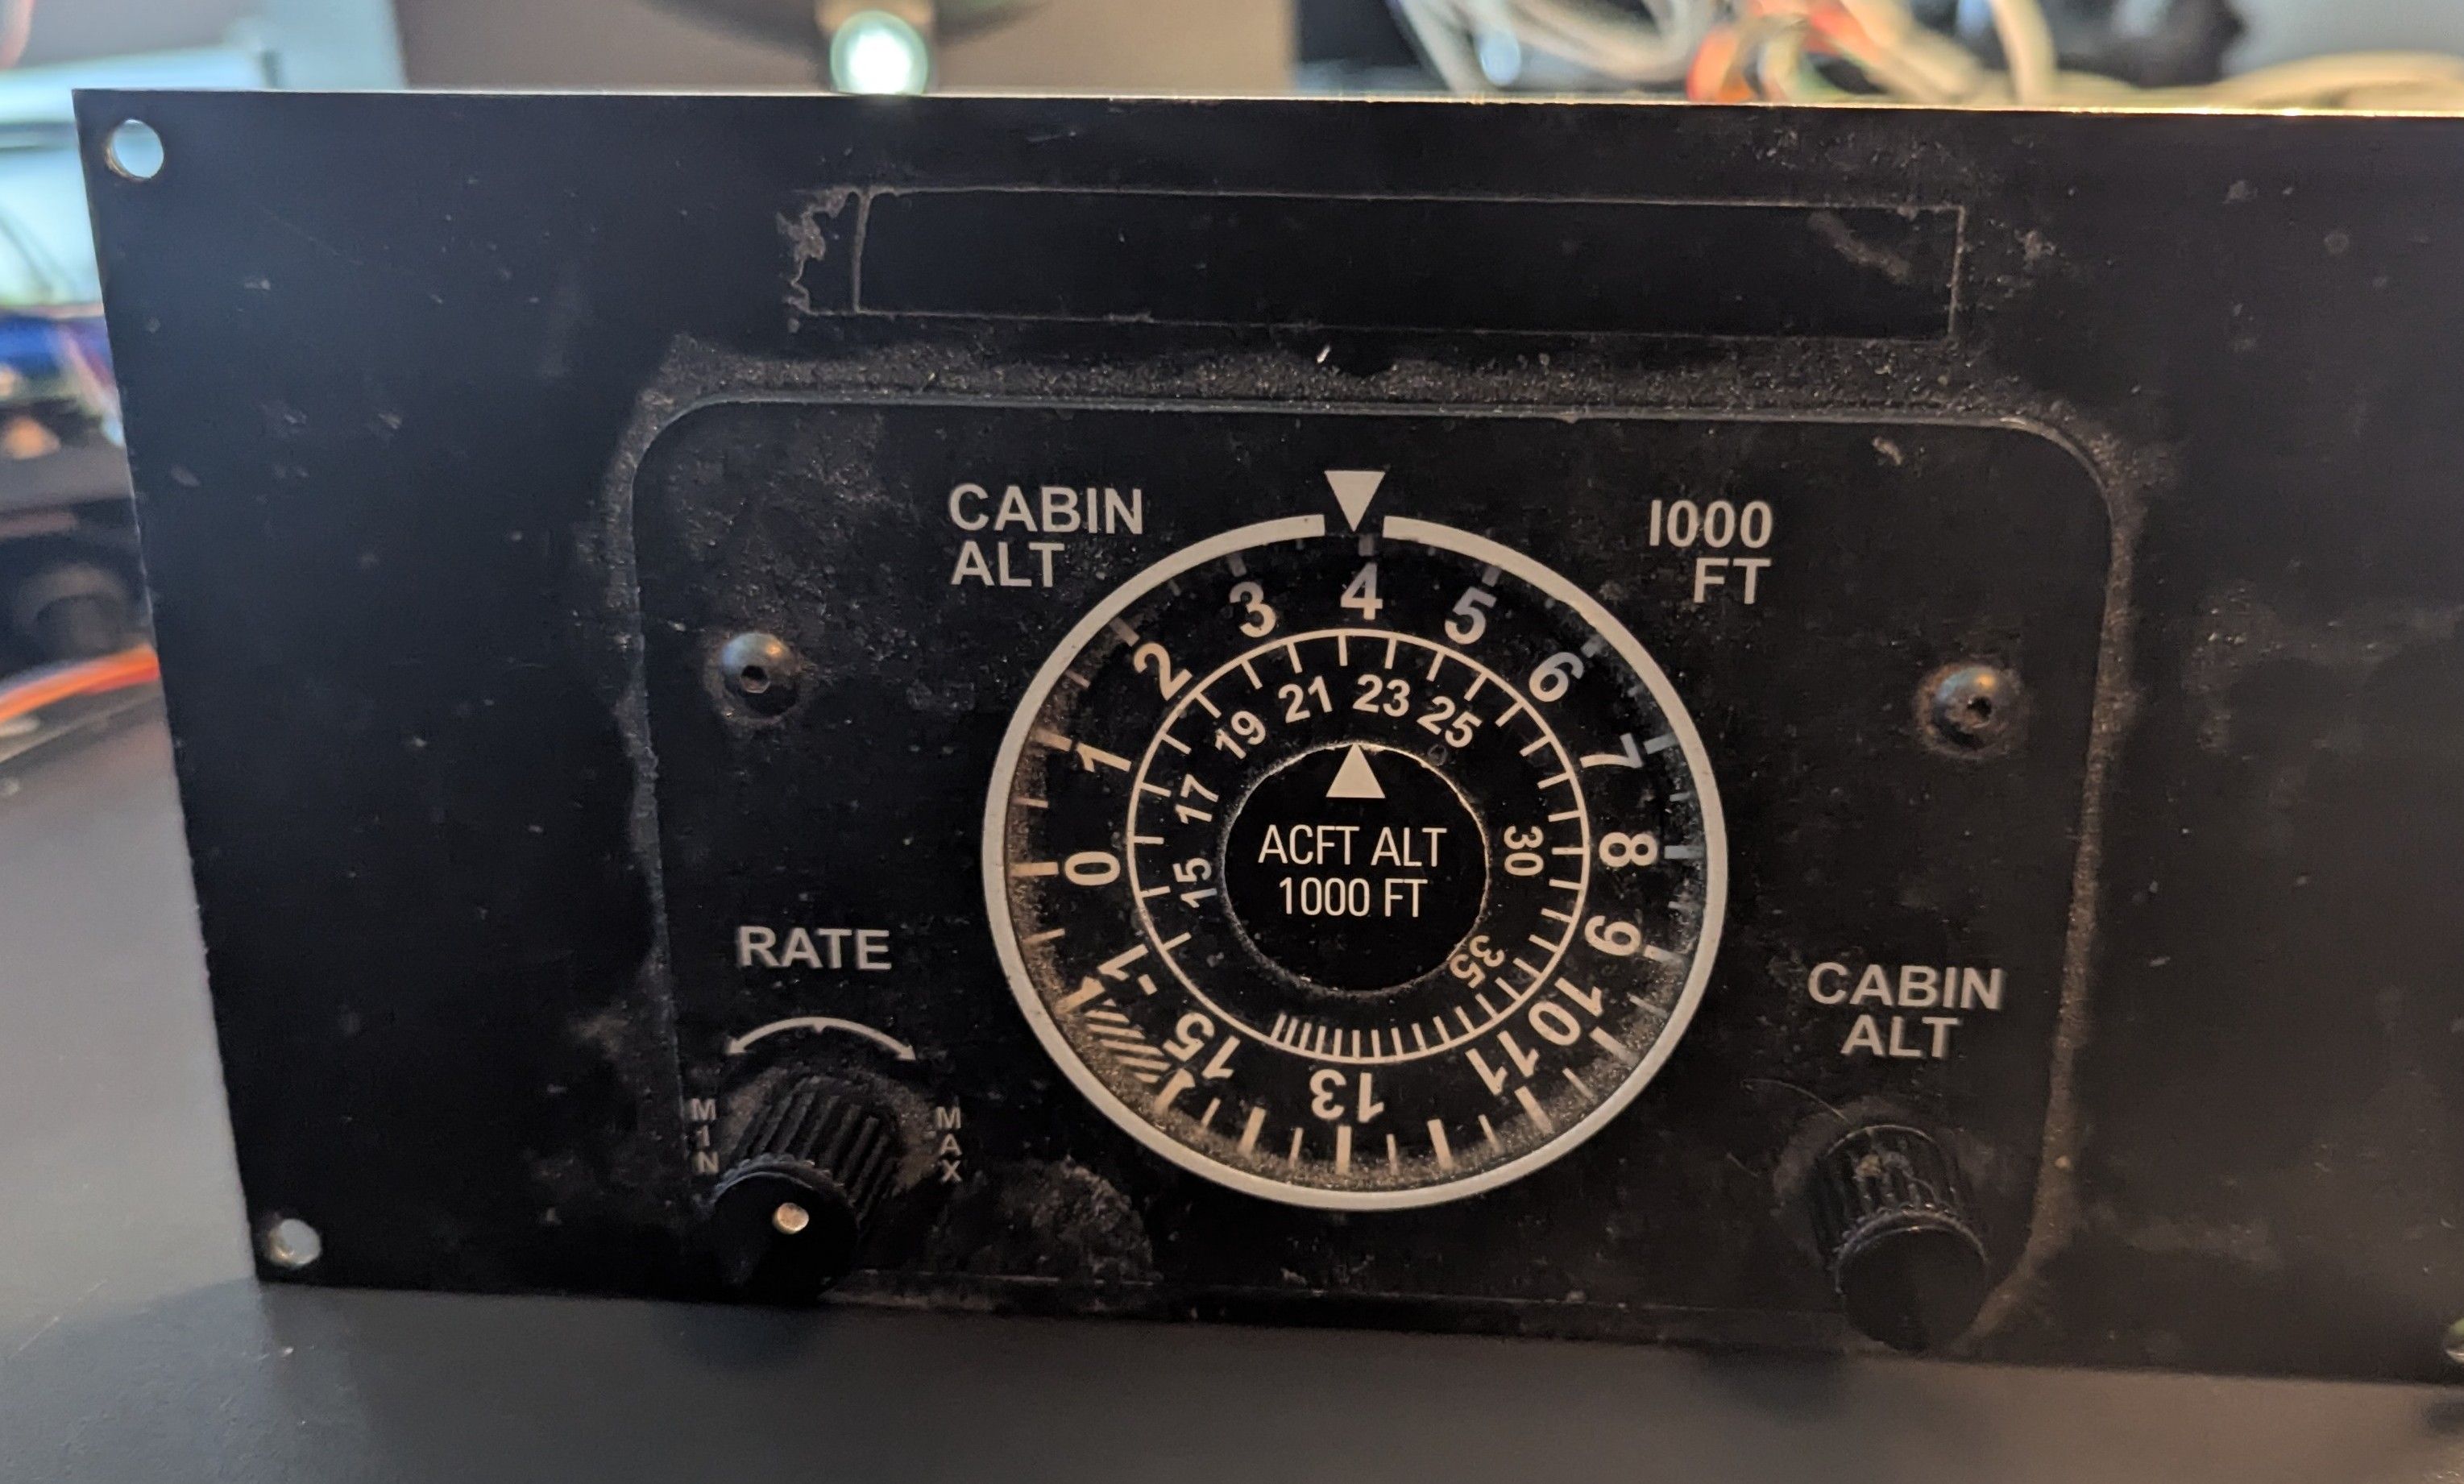 CABIN
ALT
1000
FT
-1 0 1 2 3 4 5 6 7 8 9 10 11 13 15
15 17 19 21 23 25 30 35
ACFT ALT
1000 FT
RATE
MIN
MAX
CABIN
ALT